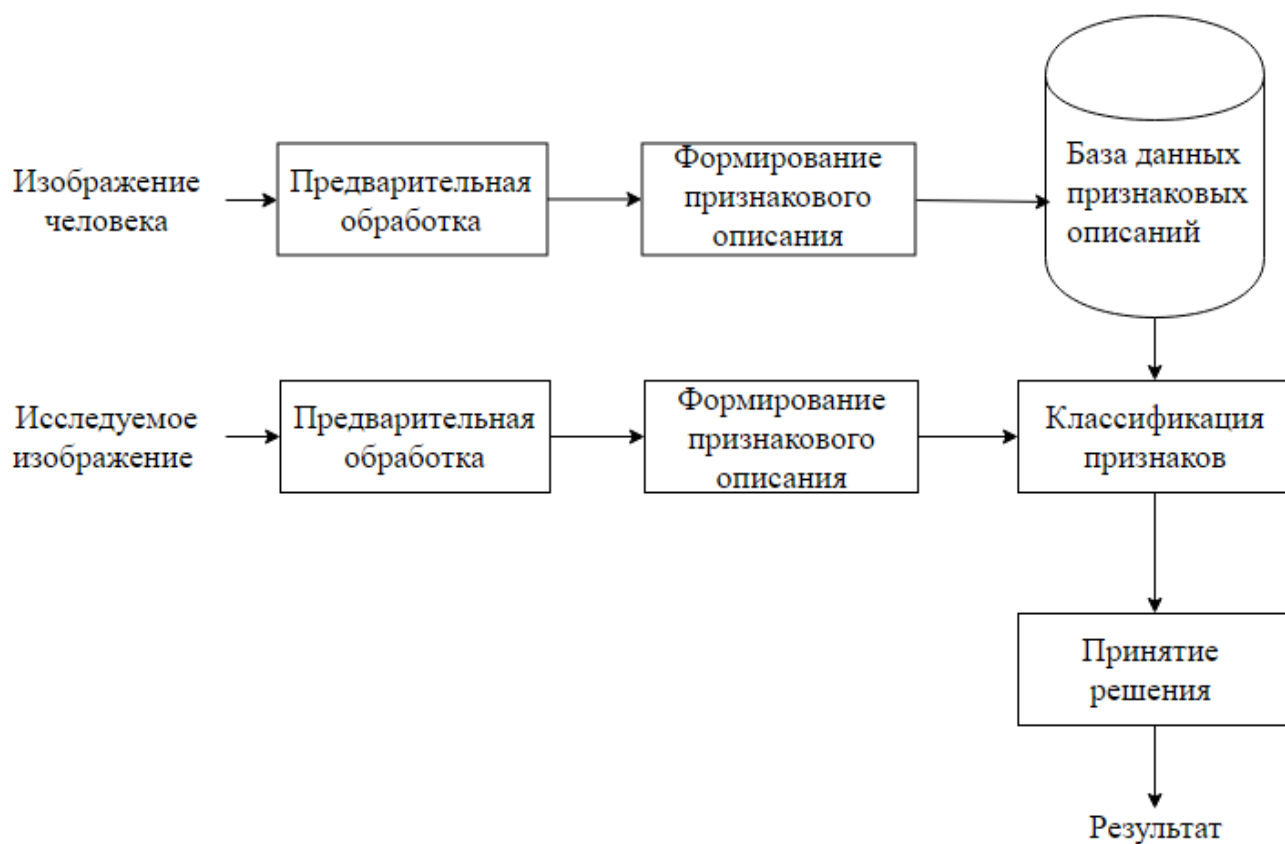 Изображение
человека
Предварительная
обработка
Формирование
признакового
описания
База данных
признаковых
описаний
Исследуемое
изображение
Предварительная
обработка
Формирование
признакового
описания
Классификация
признаков
Принятие
решения
Результат